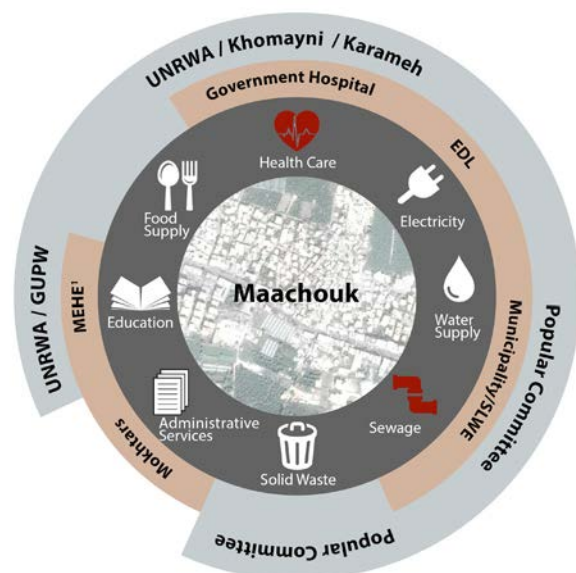 UNRWA / Khomayni / Karameh
Government Hospital
EDL
Health Care
Food
Supply
Electricity
UNRWA / GUPW
MEHE¹
Education
Maachouk
Water
Supply
Municipality/SLWE
Popular Committee
Administrative
Services
Sewage
Mokhtars
Solid Waste
Popular Committee